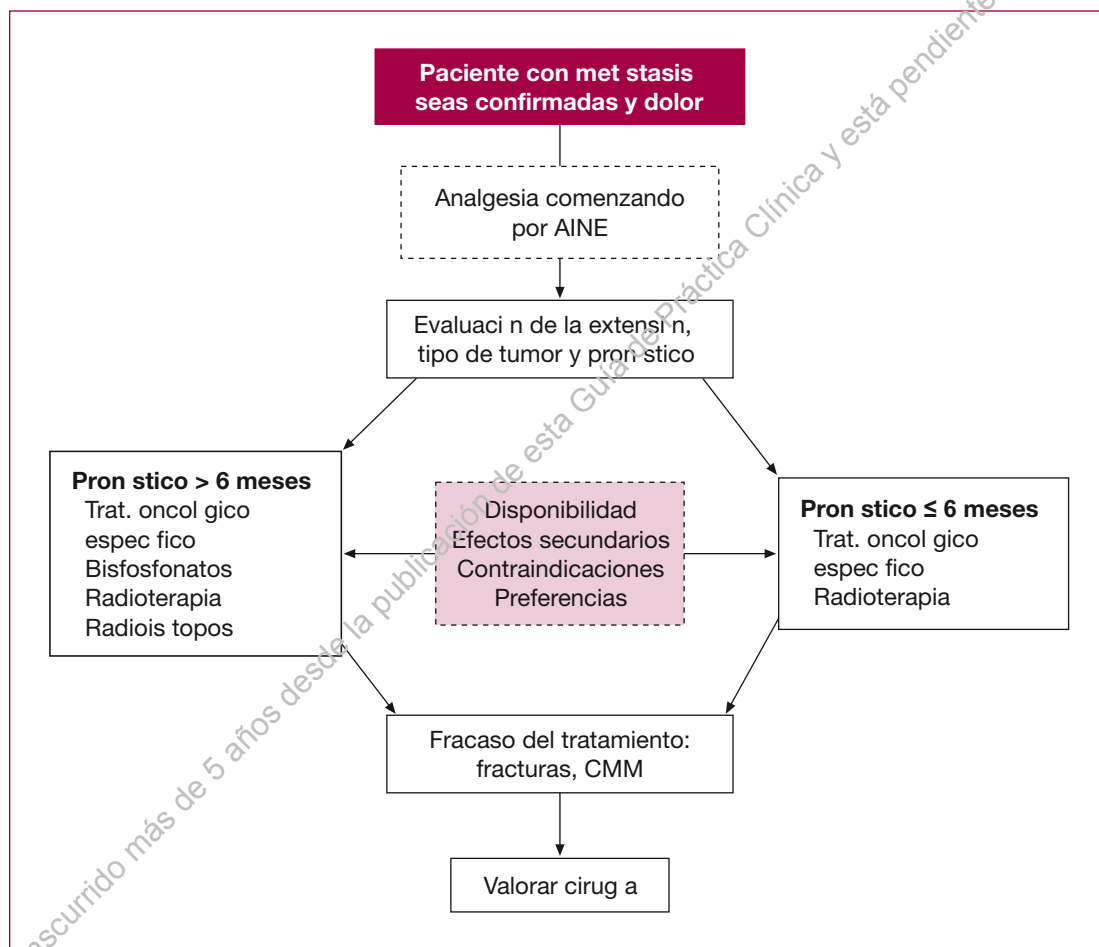 Paciente con met stasis
seas confirmadas y dolor
Analgesia comenzando
por AINE
Evaluaci n de la extensi n,
tipo de tumor y pron stico
Pron stico > 6 meses
Trat. oncol gico
espec fico
Bisfosfonatos
Radioterapia
Radiois topos
Disponibilidad
Efectos secundarios
Contraindicaciones
Preferencias
Pron stico ≤ 6 meses
Trat. oncol gico
espec fico
Radioterapia
Fracaso del tratamiento:
fracturas, CMM
Valorar cirug a
ascurrido más de 5 años desde la publicación de esta Guía de Práctica Clínica y está pendiente